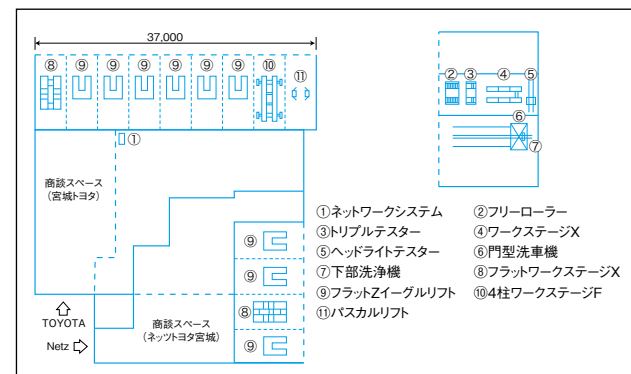 37,000
⑧ ⑨ ⑨ ⑨ ⑨ ⑨ ⑩ ⑪
①
商談スペース
(宮城トヨタ)
⑨
⑨
⑧
⑨
商談スペース
(ネッツトヨタ宮城)
TOYOTA
Netz
② ③ ④ ⑤
⑥
⑦
①ネットワークシステム ②フリーローラー
③トリプルテスター ④ワークステージX
⑤ヘッドライトテスター ⑥門型洗車機
⑦下部洗浄機 ⑧フラットワークステージX
⑨フラットZイーグルリフト ⑩4柱ワークステージF
⑪パスカルリフト